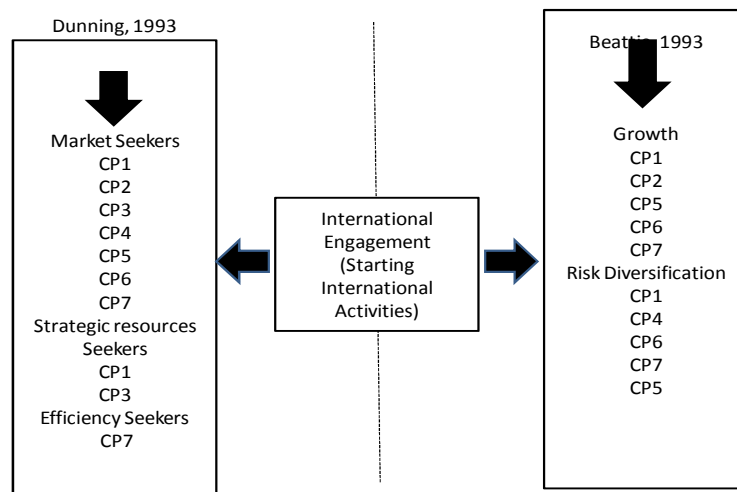 Dunning, 1993
Market Seekers
CP1
CP2
CP3
CP4
CP5
CP6
CP7
Strategic resources
Seekers
CP1
CP3
Efficiency Seekers
CP7
International
Engagement
(Starting
International
Activities)
Beattie, 1993
Growth
CP1
CP2
CP5
CP6
CP7
Risk Diversification
CP1
CP4
CP6
CP7
CP5